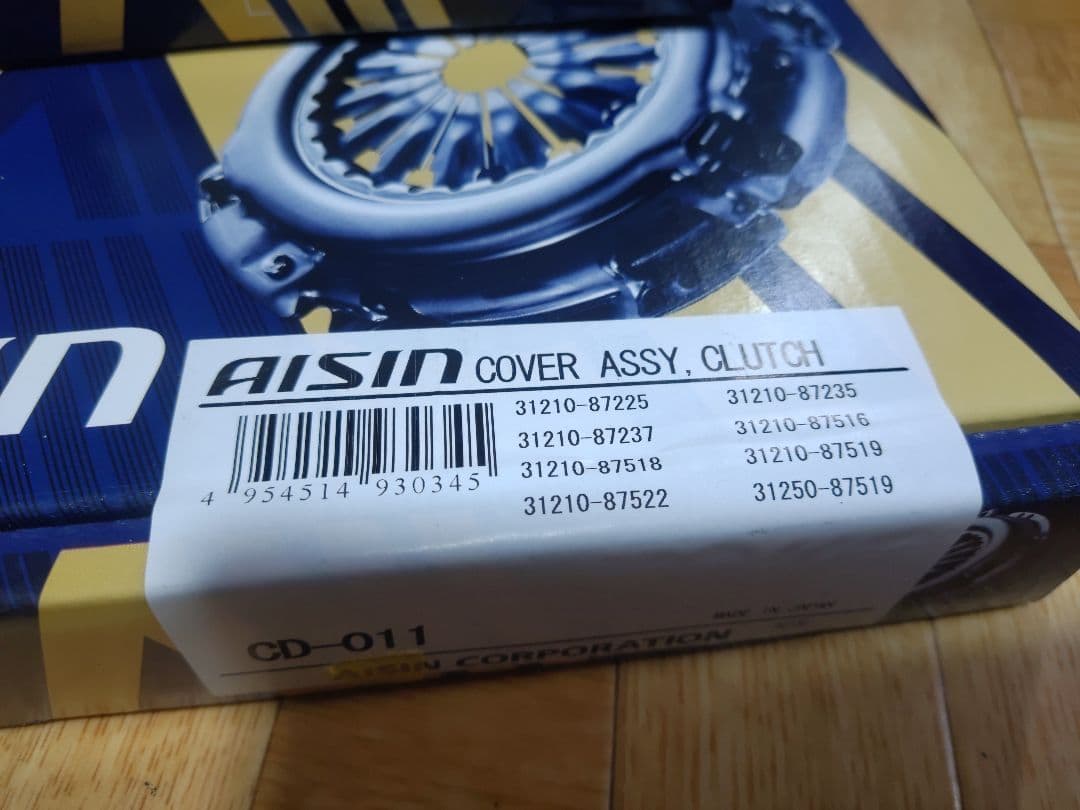 AISIN COVER ASSY, CLUTCH
31210-87225 31210-87235
31210-87237 31210-87516
31210-87518 31210-87519
31210-87522 31250-87519
4 954514 930345
CD-011
MADE IN JAPAN
AISIN CORPORATION